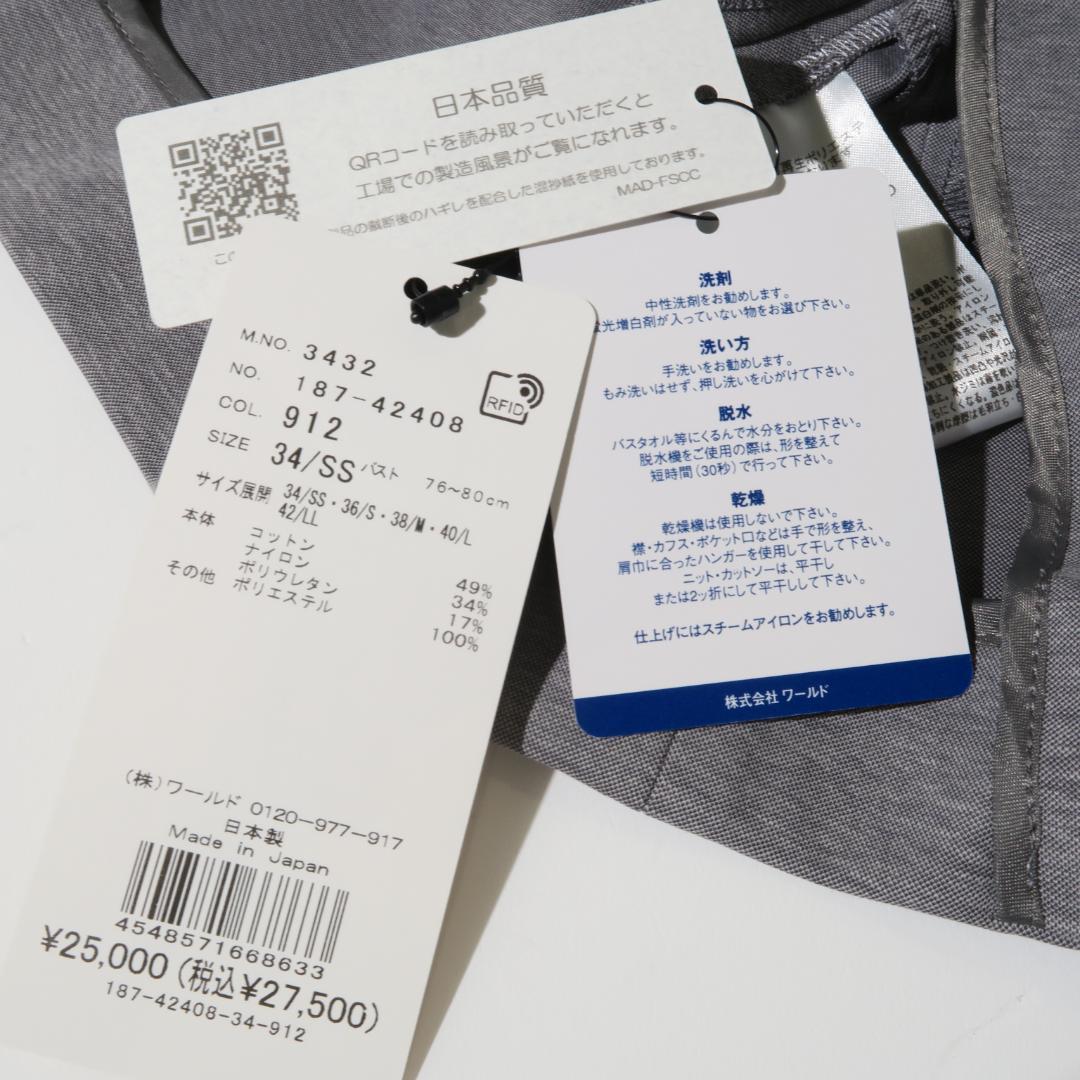 日本品質
QRコードを読み取っていただくと
工場での製造風景がご覧になれます。
品の裁断後のハギレを配合した混抄紙を使用しております。
MAD-FSCC
M.NO. 3432
NO. 187-42408
RFID
COL. 912
SIZE 34/SS バスト 76~80cm
サイズ展開 34/SS・36/S・38/M・40/L
42/LL
本体 コットン 49%
ナイロン 34%
ポリウレタン 17%
その他 ポリエステル 100%
(株)ワールド 0120-977-917
日本製
Made in Japan
4548571668633
¥25,000(税込¥27,500)
187-42408-34-912
洗剤
中性洗剤をお勧めします。
光増白剤が入っていない物をお選び下さい。
洗い方
手洗いをお勧めします。
もみ洗いはせず、押し洗いを心がけて下さい。
脱水
バスタオル等にくるんで水分をおとり下さい。
脱水機をご使用の際は、形を整えて
短時間(30秒)で行って下さい。
乾燥
乾燥機は使用しないで下さい。
襟・カフス・ポケット口などは手で形を整え、
肩巾に合ったハンガーを使用して干して下さい。
ニット・カットソーは、平干し
または2ッ折にして平干しして下さい。
仕上げにはスチームアイロンをお勧めします。
株式会社 ワールド